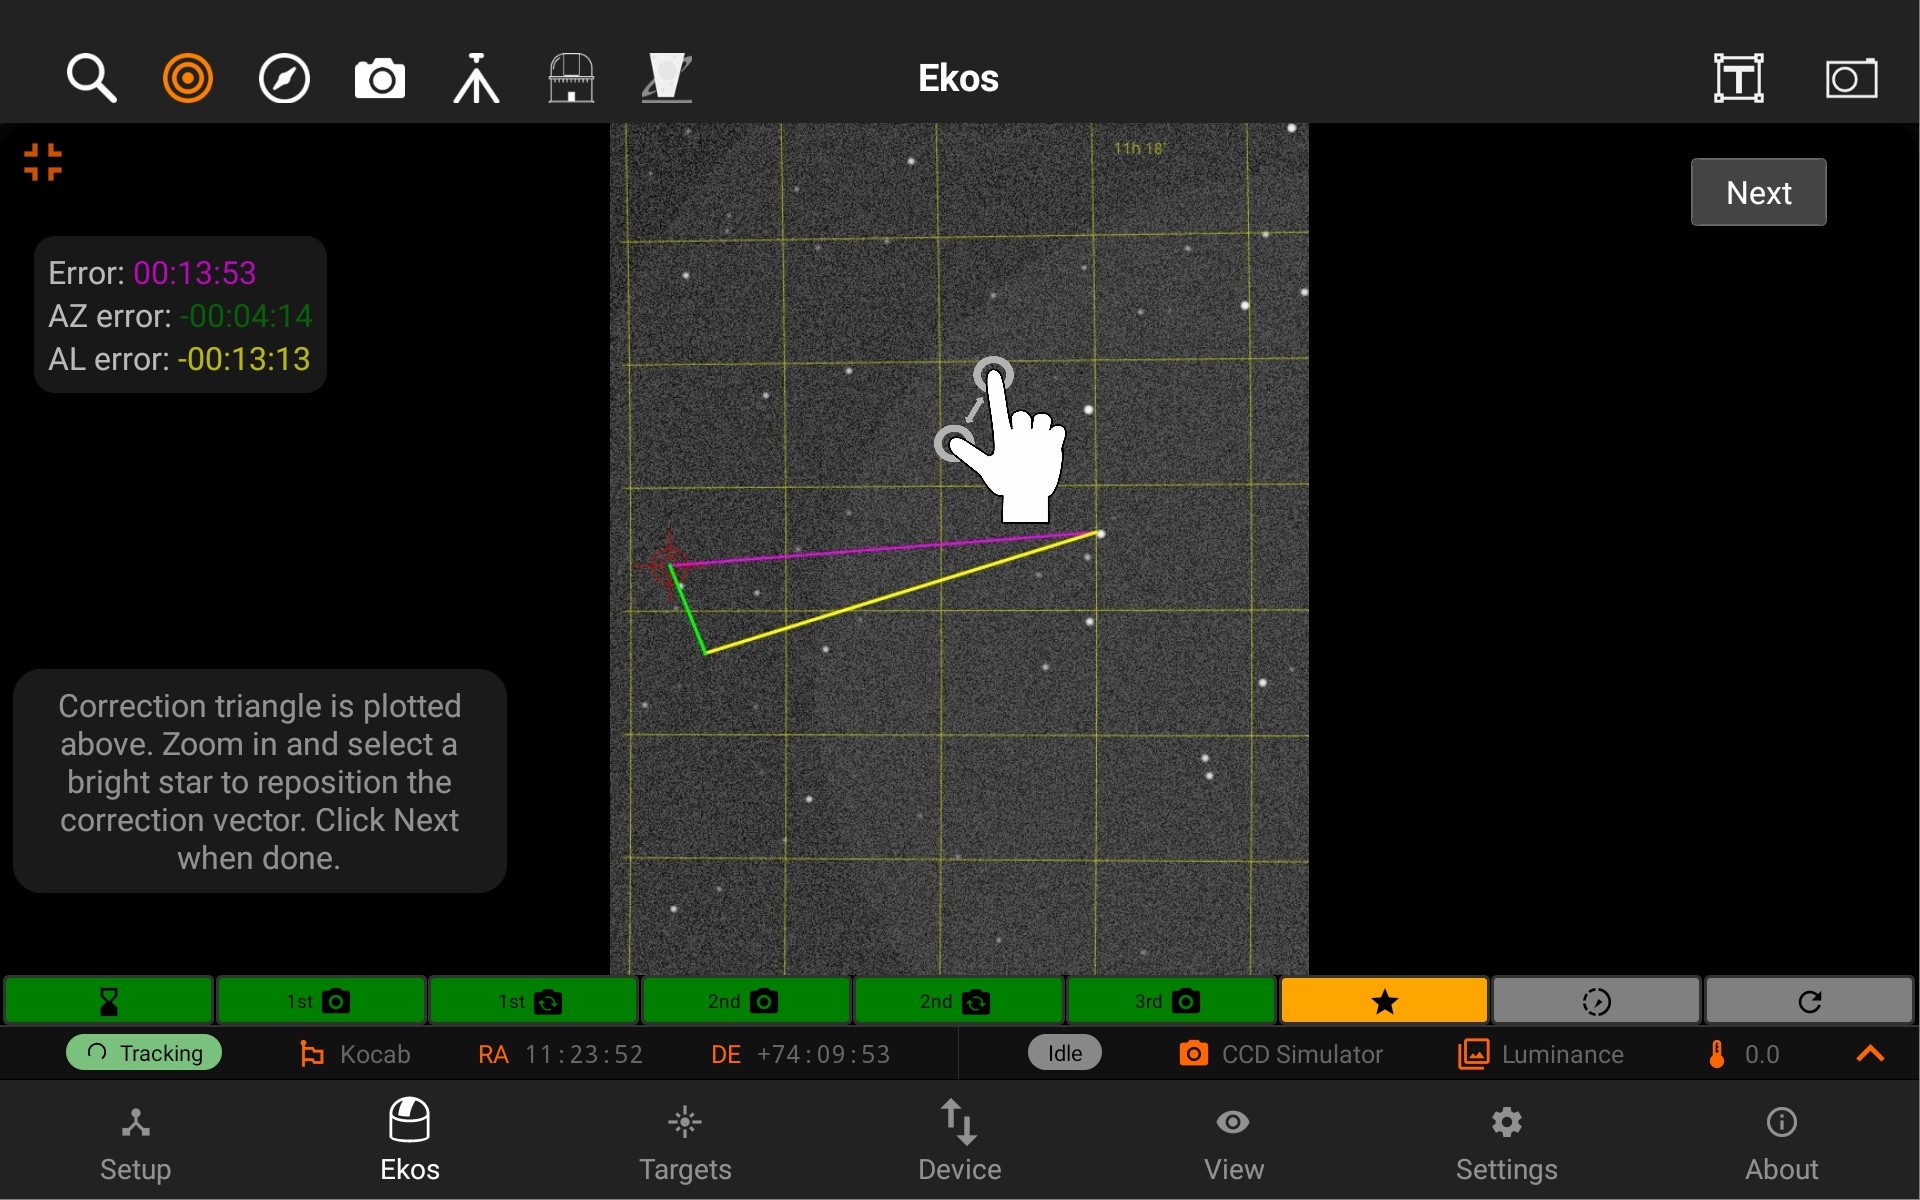 Ekos
T
11h 18'
Next
Error: 00:13:53
AZ error: -00:04:14
AL error: -00:13:13
Correction triangle is plotted
above. Zoom in and select a
bright star to reposition the
correction vector. Click Next
when done.
1st 1st 2nd 2nd 3rd
Tracking Kocab RA 11:23:52 DE +74:09:53 Idle CCD Simulator Luminance 0.0
Setup Ekos Targets Device View Settings About